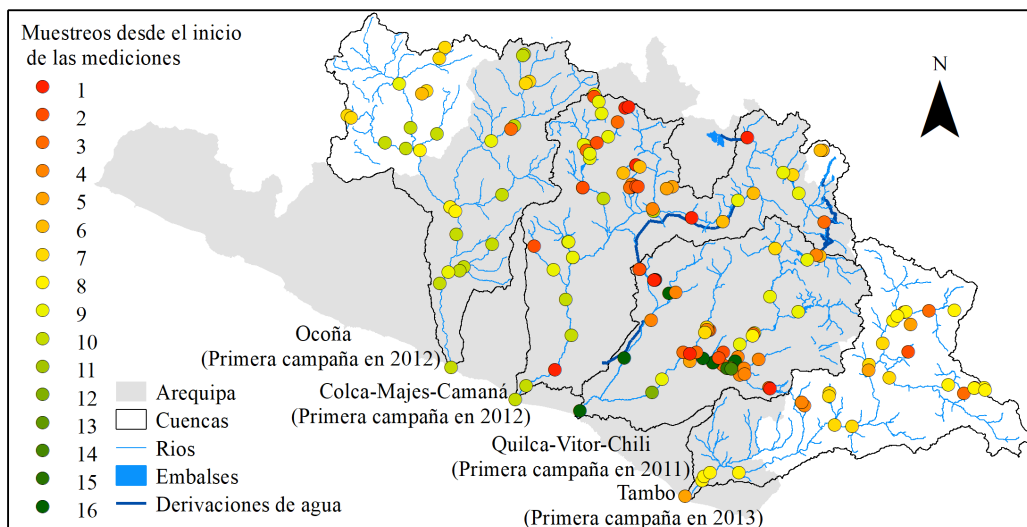 Muestreos desde el inicio
de las mediciones
1
2
3
4
5
6
7
8
9
10
11
12
13
14
15
16
Arequipa
Cuencas
Rios
Embalses
Derivaciones de agua
N
Ocoña
(Primera campaña en 2012)
Colca-Majes-Camaná
(Primera campaña en 2012)
Quilca-Vitor-Chili
(Primera campaña en 2011)
Tambo
(Primera campaña en 2013)